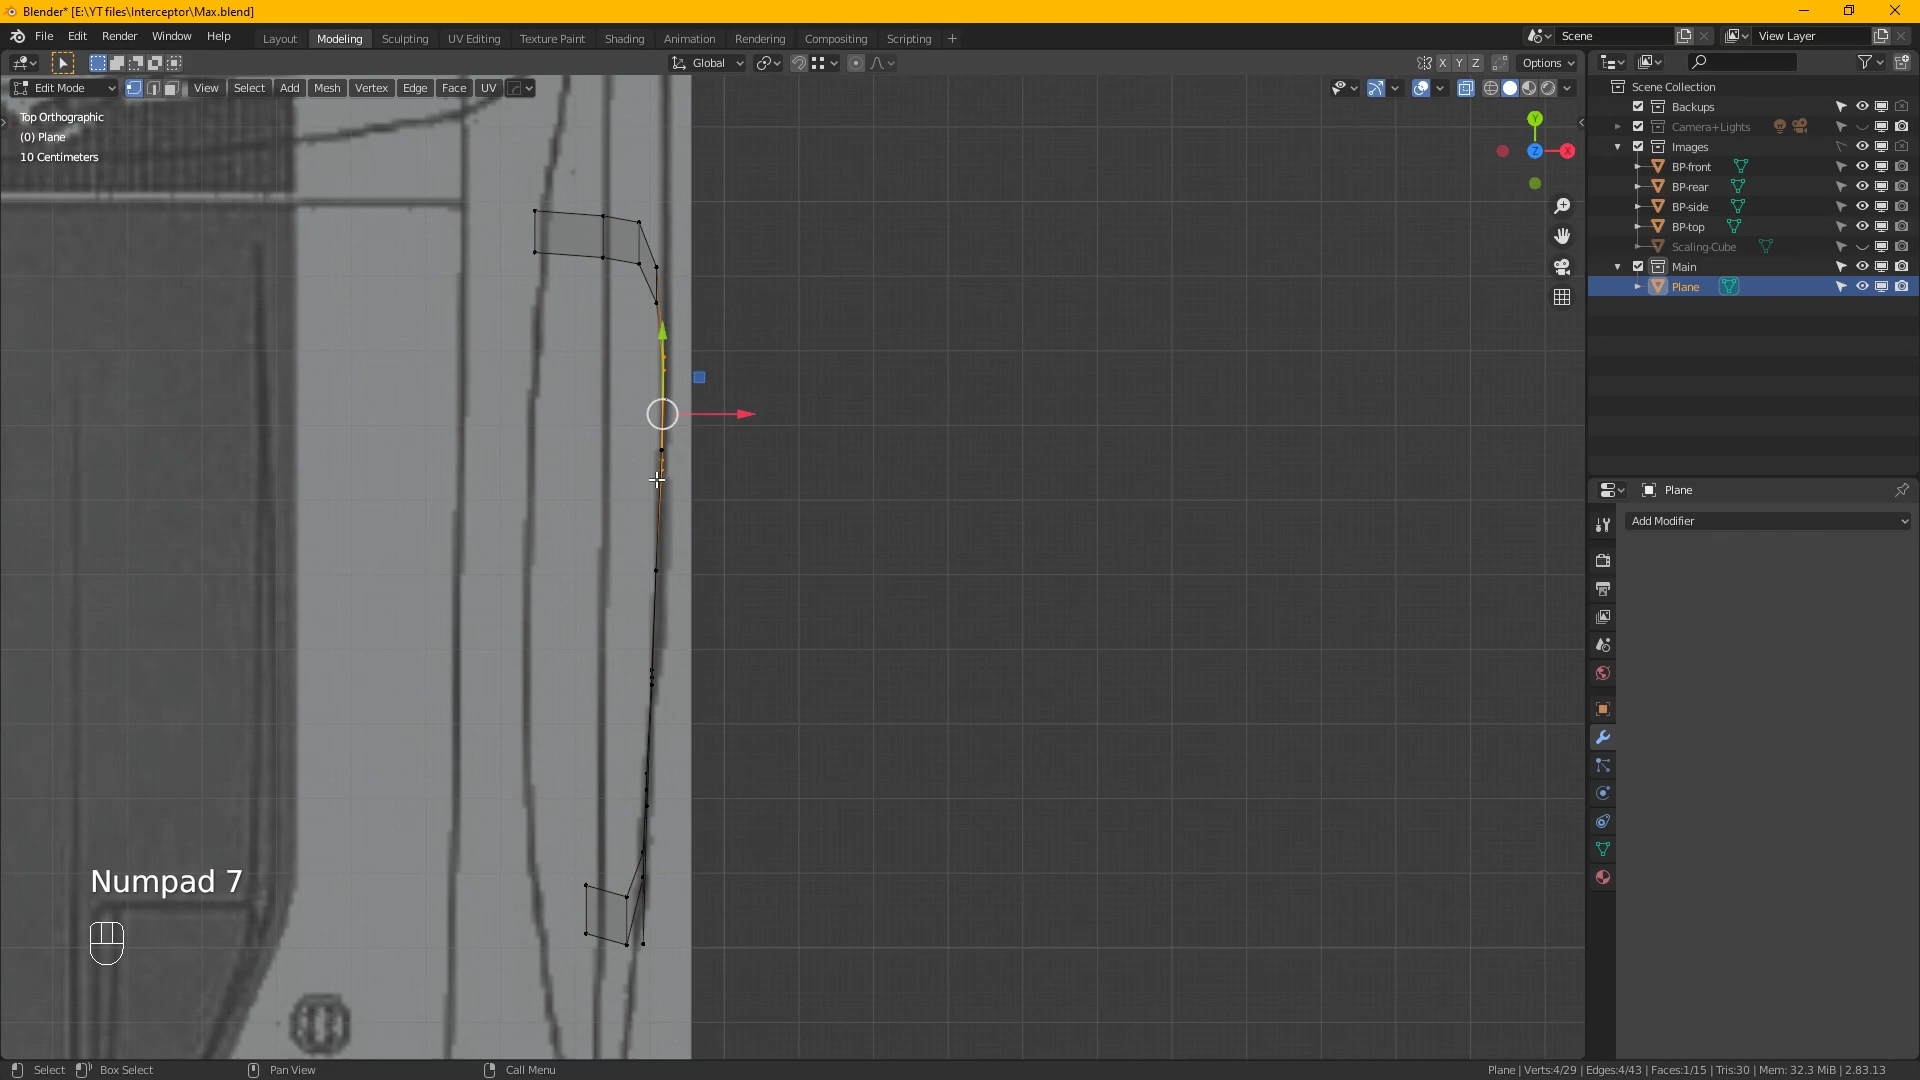 Blender* [E:\YT files\Interceptor\Max.blend]
File Edit Render Window Help
Layout Modeling Sculpting UV Editing Texture Paint Shading Animation Rendering Compositing Scripting
Scene
View Layer
Global
X Y Z
Options
Edit Mode
View Select Add Mesh Vertex Edge Face UV
Top Orthographic
(0) Plane
10 Centimeters
Y
Z
X
Scene Collection
Backups
Camera+Lights
Images
BP-front
BP-rear
BP-side
BP-top
Scaling-Cube
Main
Plane
Plane
Add Modifier
Numpad 7
Select
Box Select
Pan View
Call Menu
Plane | Verts:4/29 | Edges:4/43 | Faces:1/15 | Tris:30 | Mem: 32.3 MiB | 2.83.13